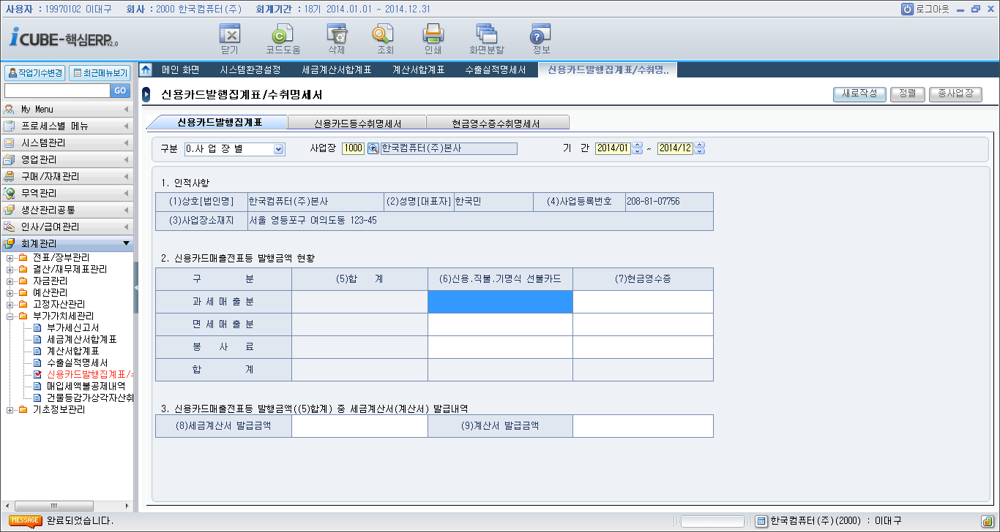 사용자 : 19970102 이대구 회사 : 2000 한국컴퓨터(주) 회계기간 : 18기 2014.01.01 ~ 2014.12.31 로그아웃
iCUBE-핵심ERP v2.0
닫기 코드도움 삭제 조회 인쇄 화면분할 정보
작업기수변경 최근메뉴보기
메인 화면 시스템환경설정 세금계산서합계표 계산서합계표 수출실적명세서 신용카드발행집계표/수취명..
GO
신용카드발행집계표/수취명세서
새로작성 정렬 종사업장
My Menu
프로세스별 메뉴
시스템관리
영업관리
구매/자재관리
무역관리
생산관리공통
인사/급여관리
회계관리
전표/장부관리
결산/재무제표관리
자금관리
예산관리
고정자산관리
부가가치세관리
부가세신고서
세금계산서합계표
계산서합계표
수출실적명세서
신용카드발행집계표/
매입세액불공제내역
건물등감가상각자산취
기초정보관리
신용카드발행집계표 신용카드등수취명세서 현금영수증수취명세서
구분 0.사 업 장 별 사업장 1000 한국컴퓨터(주)본사 기 간 2014/01 ~ 2014/12
1. 인적사항
(1)상호[법인명] 한국컴퓨터(주)본사 (2)성명[대표자] 한국민 (4)사업등록번호 208-81-07756
(3)사업장소재지 서울 영등포구 여의도동 123-45
2. 신용카드매출전표등 발행금액 현황
구 분 (5)합 계 (6)신용.직불.기명식 선불카드 (7)현금영수증
과 세 매 출 분
면 세 매 출 분
봉 사 료
합 계
3. 신용카드매출전표등 발행금액((5)합계) 중 세금계산서(계산서) 발급내역
(8)세금계산서 발급금액 (9)계산서 발급금액
MESSAGE 완료되었습니다. 한국컴퓨터(주)(2000) : 이대구